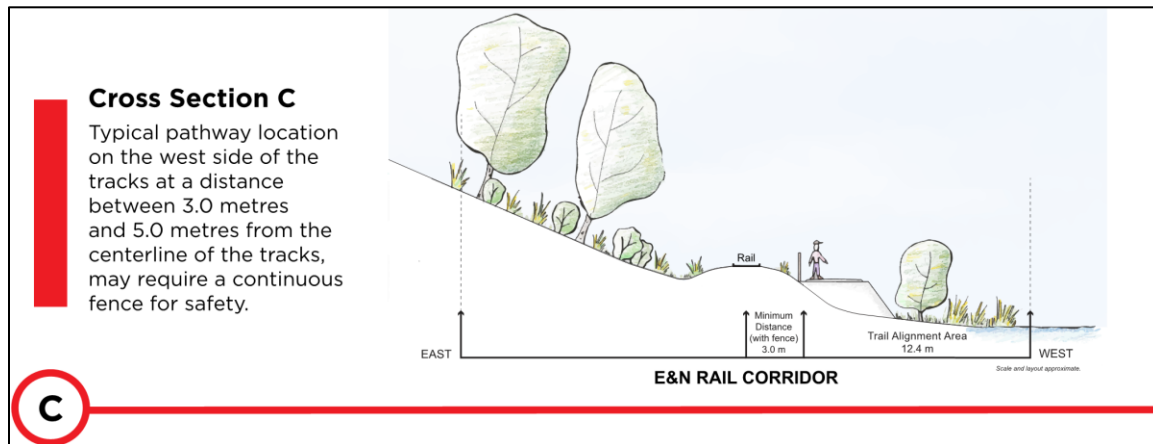 Cross Section C
Typical pathway location
on the west side of the
tracks at a distance
between 3.0 metres
and 5.0 metres from the
centerline of the tracks,
may require a continuous
fence for safety.
Rail
Minimum
Distance
(with fence)
3.0 m
Trail Alignment Area
12.4 m
EAST
WEST
Scale and layout approximate.
E&N RAIL CORRIDOR
C